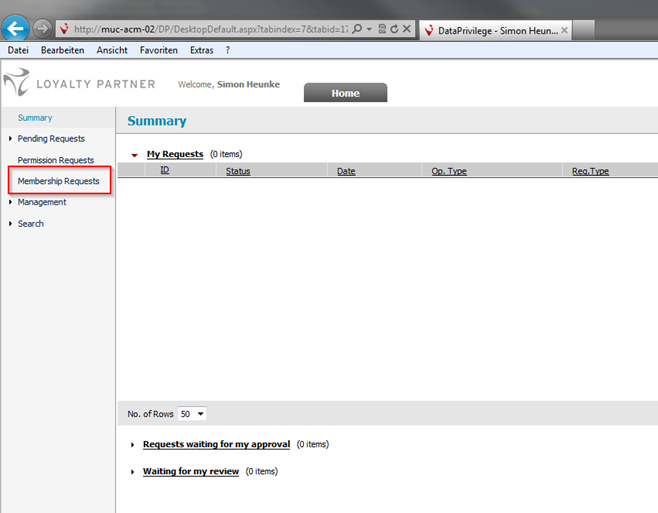 http://muc-acm-02/DP/DesktopDefault.aspx?tabindex=7&tabid=17
DataPrivilege - Simon Heun...
Datei Bearbeiten Ansicht Favoriten Extras ?
LOYALTY PARTNER
Welcome, Simon Heunke
Home
Summary
Pending Requests
Permission Requests
Membership Requests
Management
Search
Summary
My Requests (0 items)
ID Status Date Op. Type Req.Type
No. of Rows 50
Requests waiting for my approval (0 items)
Waiting for my review (0 items)